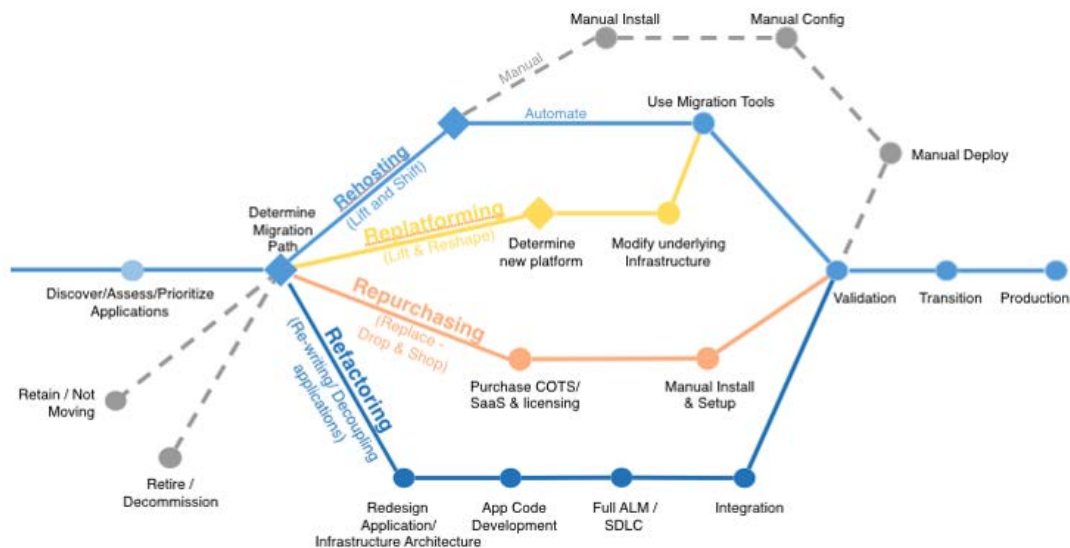 Manual Install
Manual Config
Manual
Automate
Use Migration Tools
Manual Deploy
Rehosting
(Lift and Shift)
Determine
Migration
Path
Replatforming
(Lift & Reshape)
Determine
new platform
Modify underlying
Infrastructure
Discover/Assess/Prioritize
Applications
Validation
Transition
Production
Repurchasing
(Replace -
Drop & Shop)
Purchase COTS/
SaaS & licensing
Manual Install
& Setup
Retain / Not
Moving
Retire /
Decommission
Refactoring
(Re-writing/ Decoupling
applications)
Redesign
Application/
Infrastructure Architecture
App Code
Development
Full ALM /
SDLC
Integration